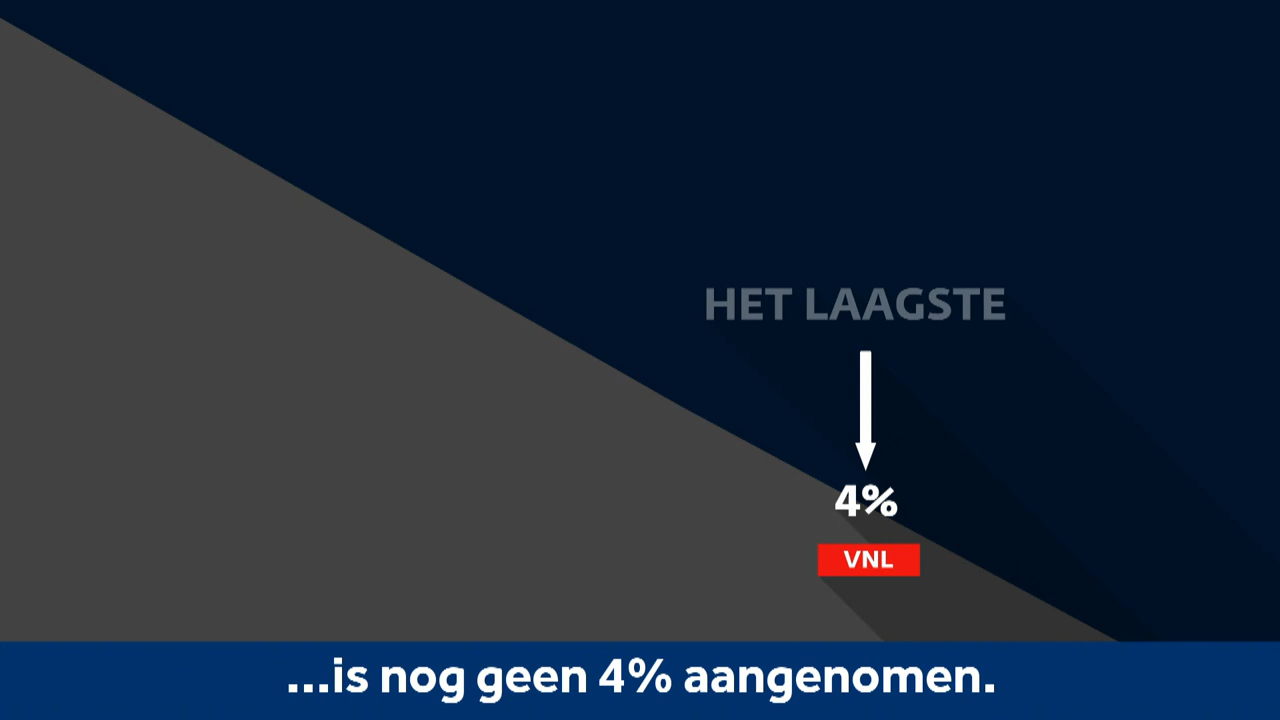 HET LAAGSTE
4%
VNL
...is nog geen 4% aangenomen.